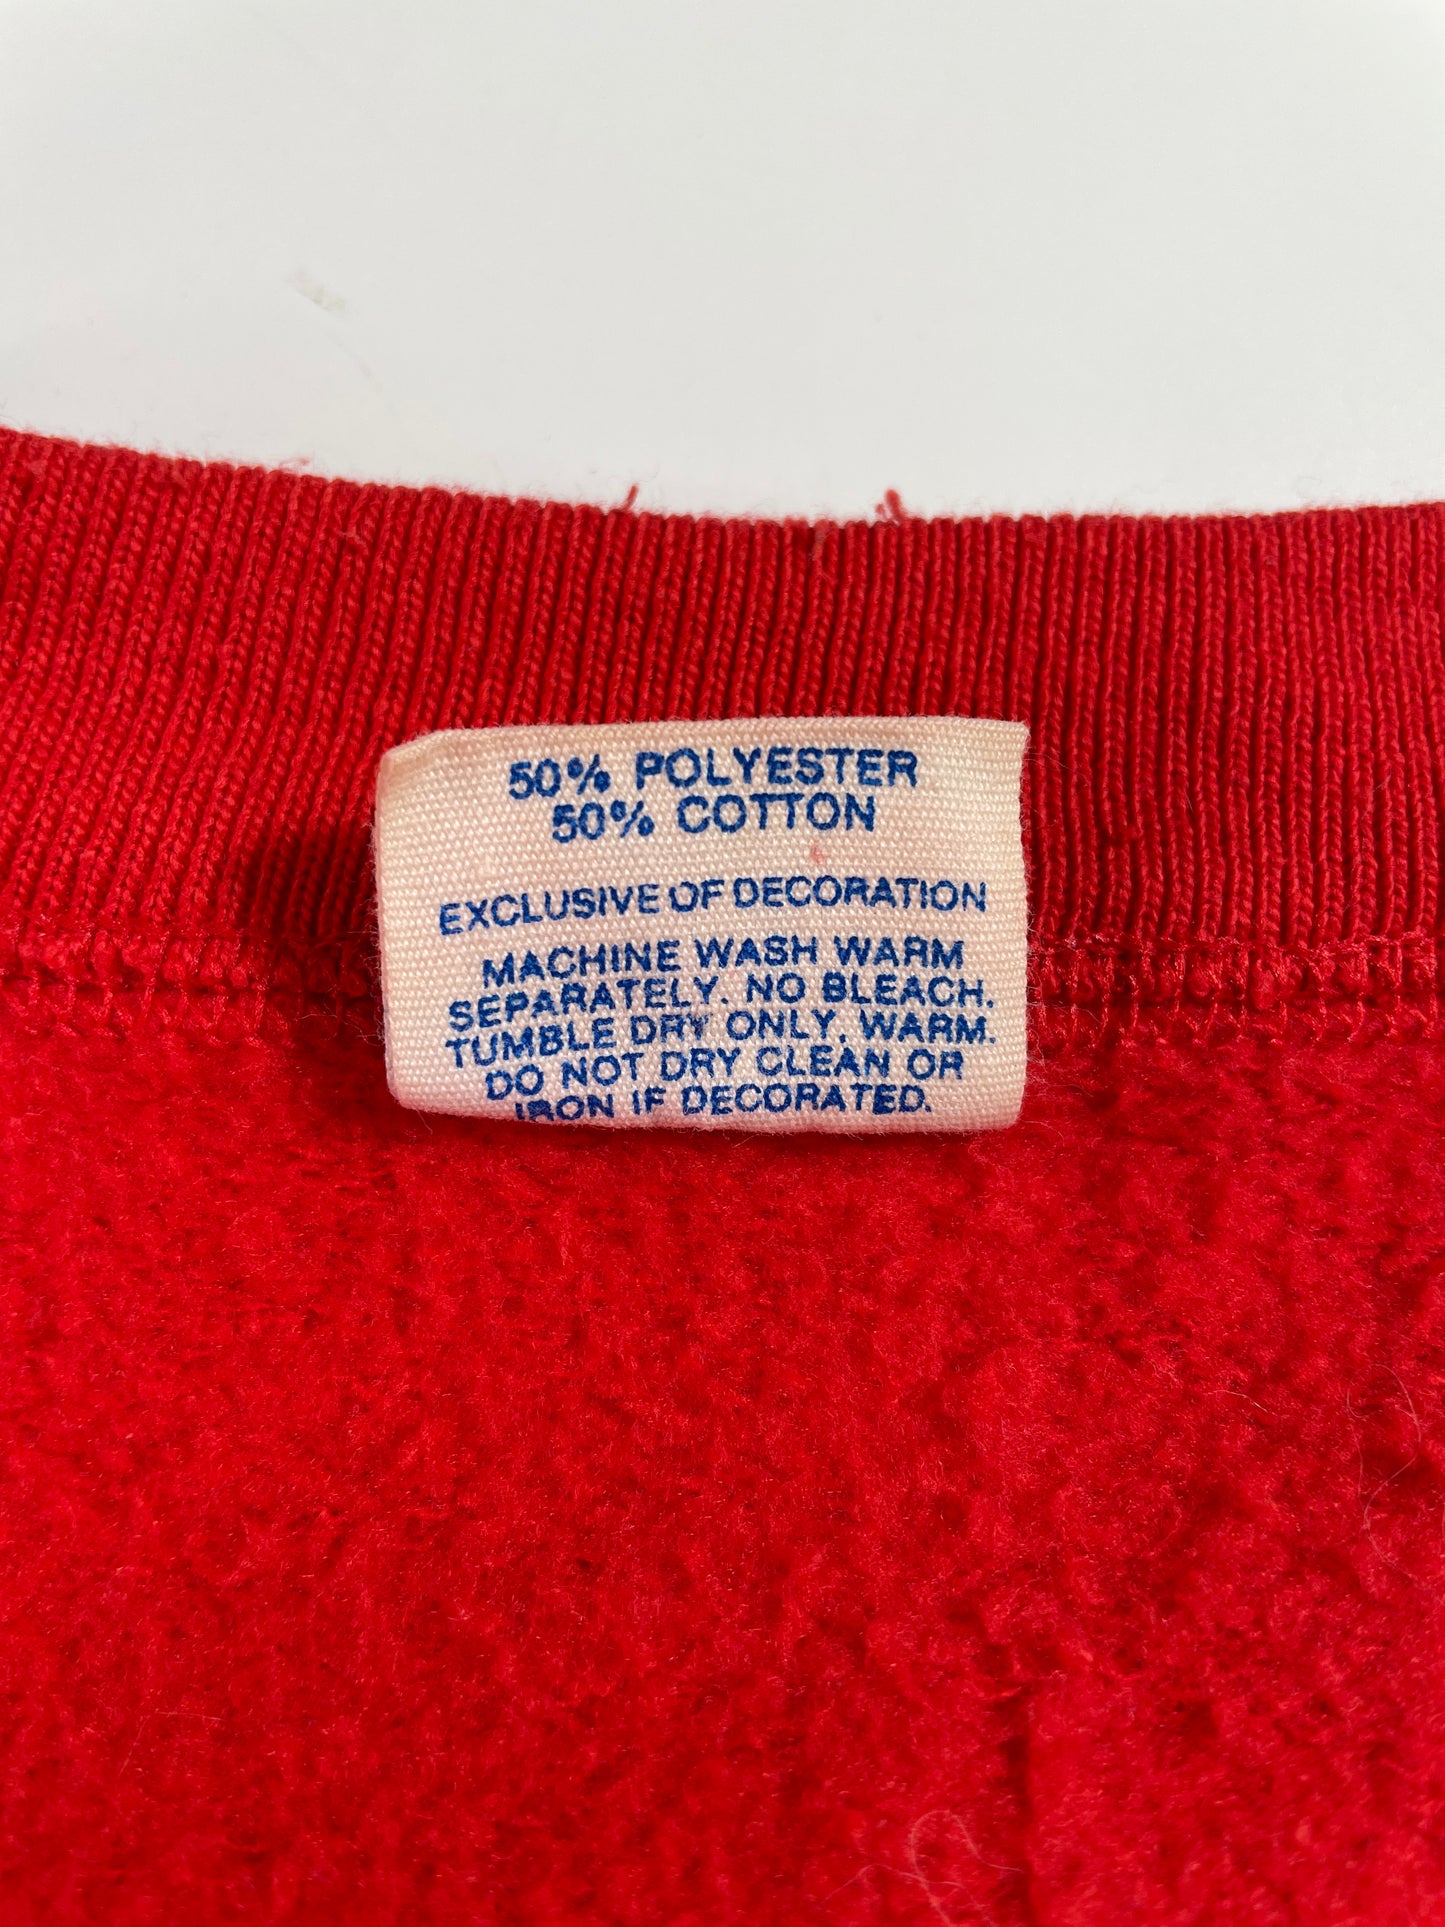 50% POLYESTER
50% COTTON
EXCLUSIVE OF DECORATION
MACHINE WASH WARM
SEPARATELY. NO BLEACH.
TUMBLE DRY ONLY, WARM.
DO NOT DRY CLEAN OR
IRON IF DECORATED.